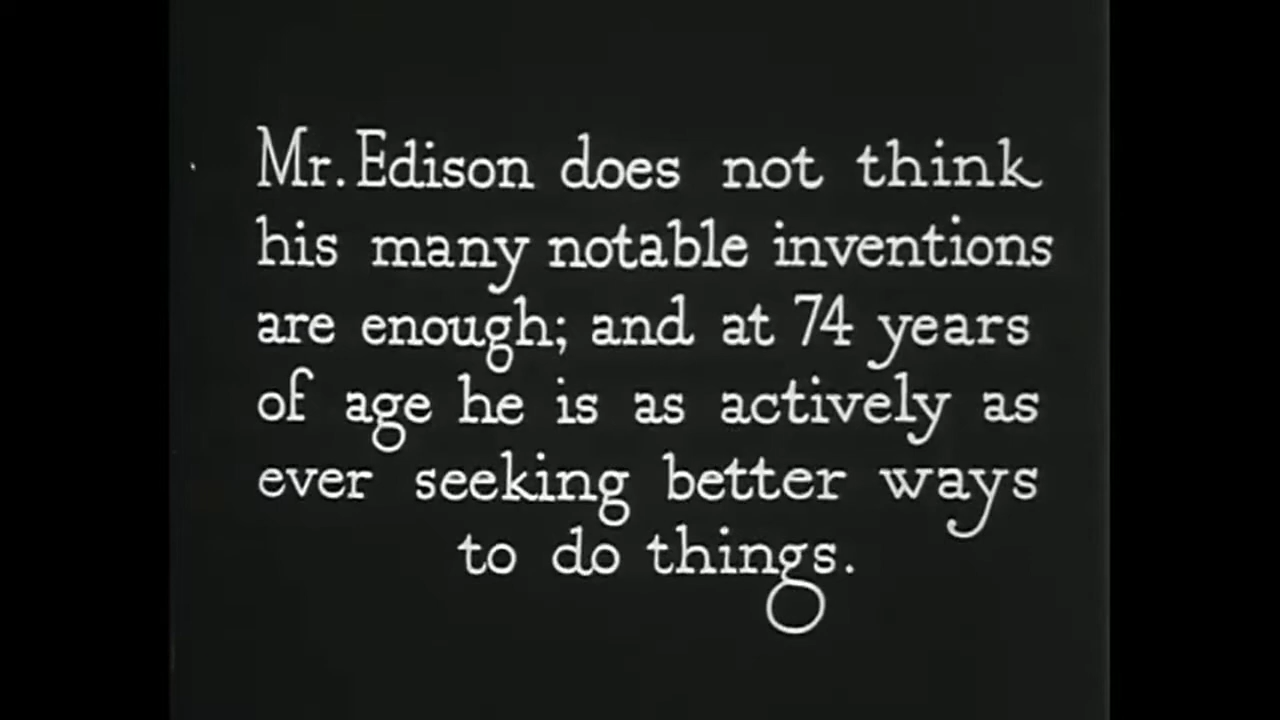 Mr. Edison does not think
his many notable inventions
are enough; and at 74 years
of age he is as actively as
ever seeking better ways
to do things.